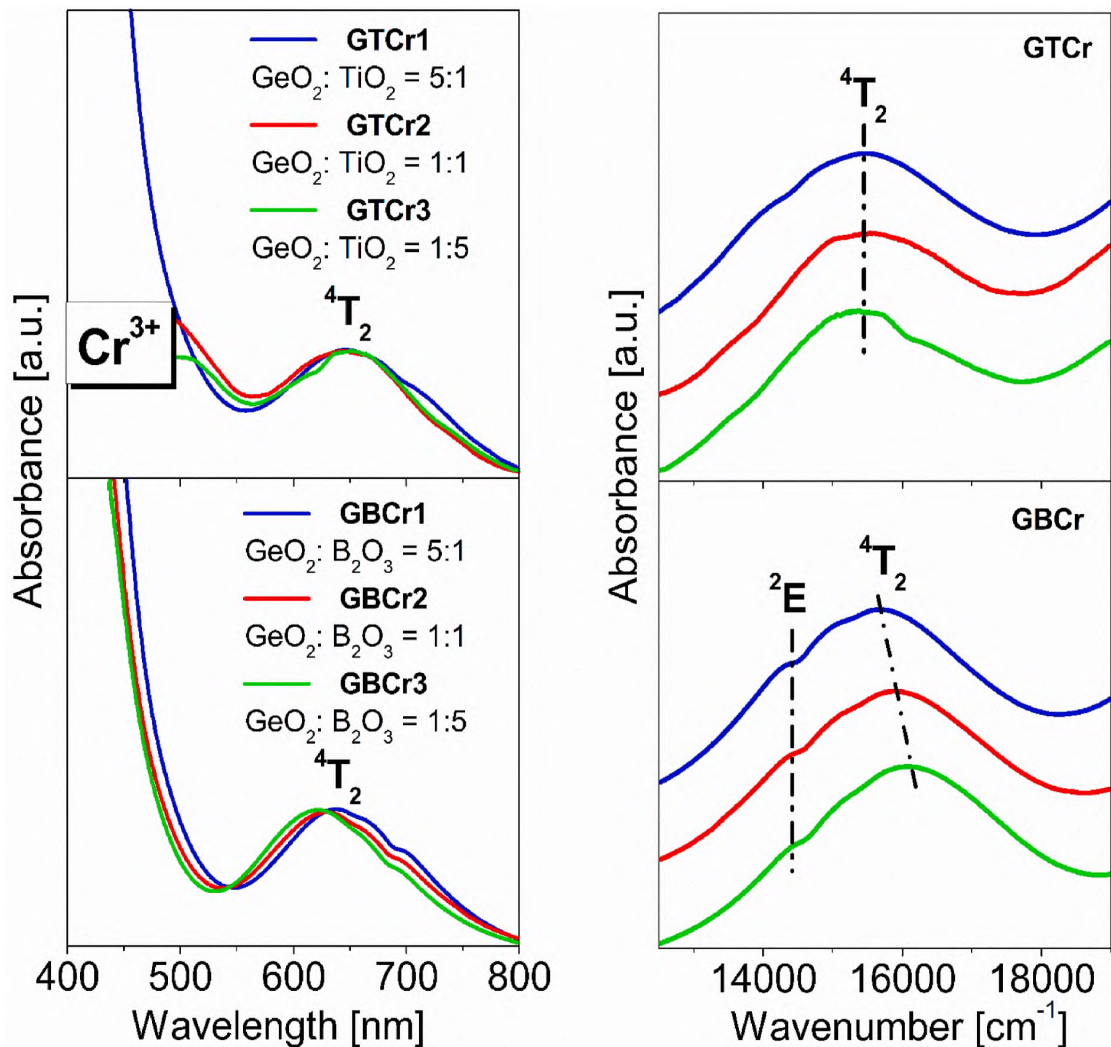 GTCr1
GeO₂: TiO₂ = 5:1
GTCr2
GeO₂: TiO₂ = 1:1
GTCr3
GeO₂: TiO₂ = 1:5
⁴T₂
Cr³⁺
Absorbance [a.u.]
GBCr1
GeO₂: B₂O₃ = 5:1
GBCr2
GeO₂: B₂O₃ = 1:1
GBCr3
GeO₂: B₂O₃ = 1:5
⁴T₂
400 500 600 700 800
Wavelength [nm]
GTCr
⁴T₂
Absorbance [a.u.]
GBCr
⁴T₂
²E
14000 16000 18000
Wavenumber [cm⁻¹]